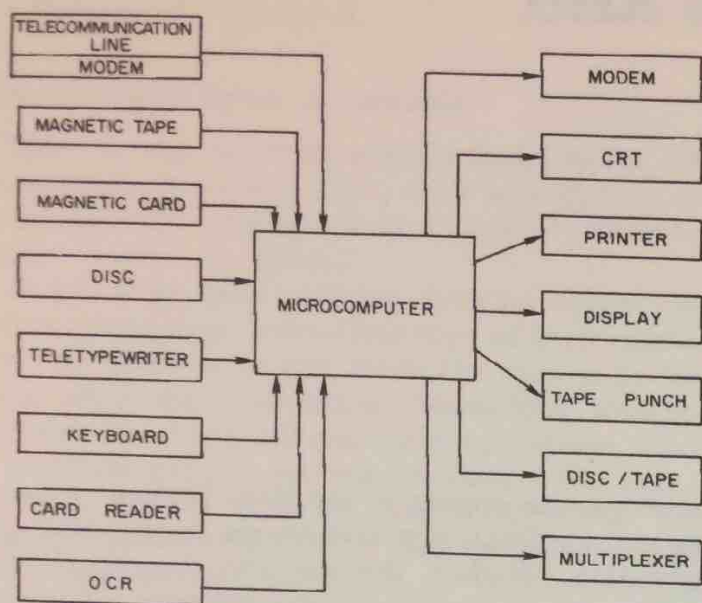 TELECOMMUNICATION
LINE
MODEM
MAGNETIC TAPE
MAGNETIC CARD
DISC
TELETYPEWRITER
KEYBOARD
CARD READER
OCR
MICROCOMPUTER
MODEM
CRT
PRINTER
DISPLAY
TAPE PUNCH
DISC / TAPE
MULTIPLEXER